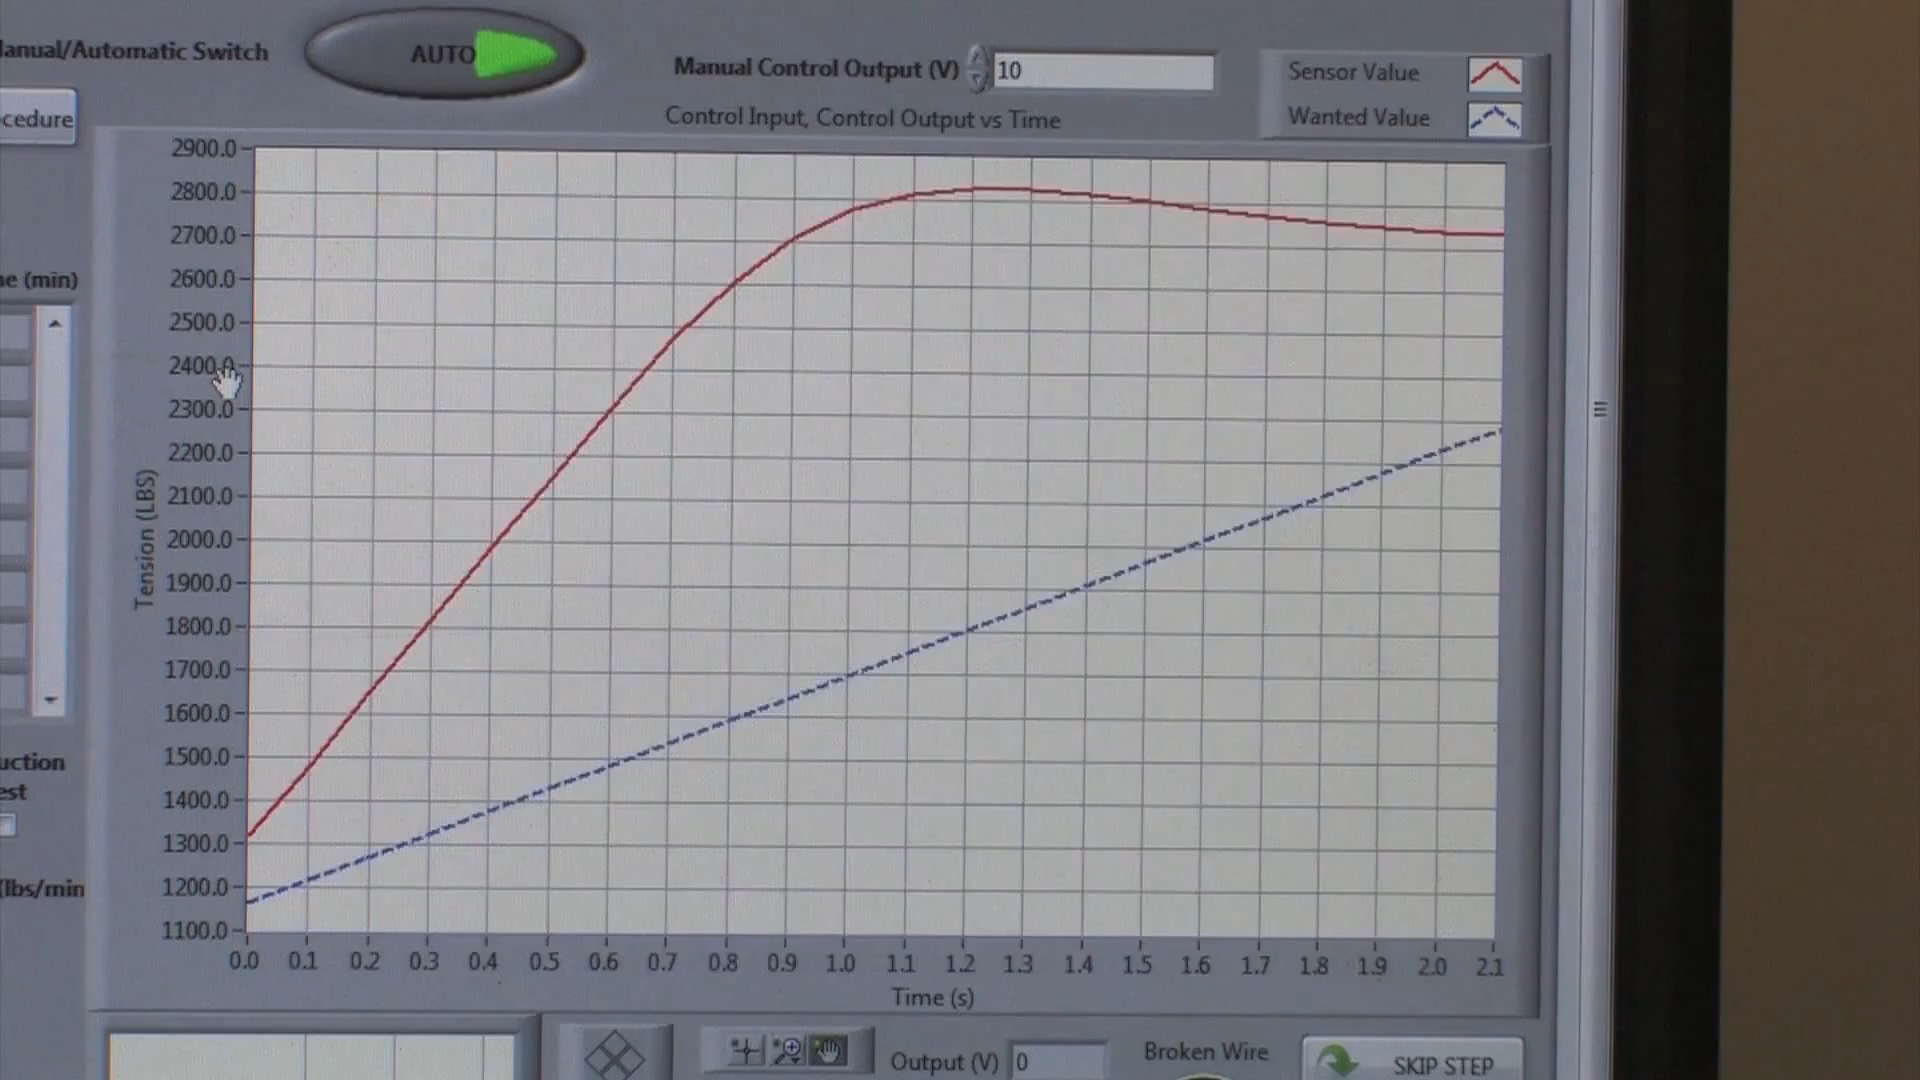 anual/Automatic Switch
AUTO
Manual Control Output (V)
10
Sensor Value
Wanted Value
Control Input, Control Output vs Time
cedure
e (min)
uction
est
(lbs/min
Tension (LBS)
2900.0
2800.0
2700.0
2600.0
2500.0
2400.0
2300.0
2200.0
2100.0
2000.0
1900.0
1800.0
1700.0
1600.0
1500.0
1400.0
1300.0
1200.0
1100.0
0.0 0.1 0.2 0.3 0.4 0.5 0.6 0.7 0.8 0.9 1.0 1.1 1.2 1.3 1.4 1.5 1.6 1.7 1.8 1.9 2.0 2.1
Time (s)
Output (V)
0
Broken Wire
SKIP STEP